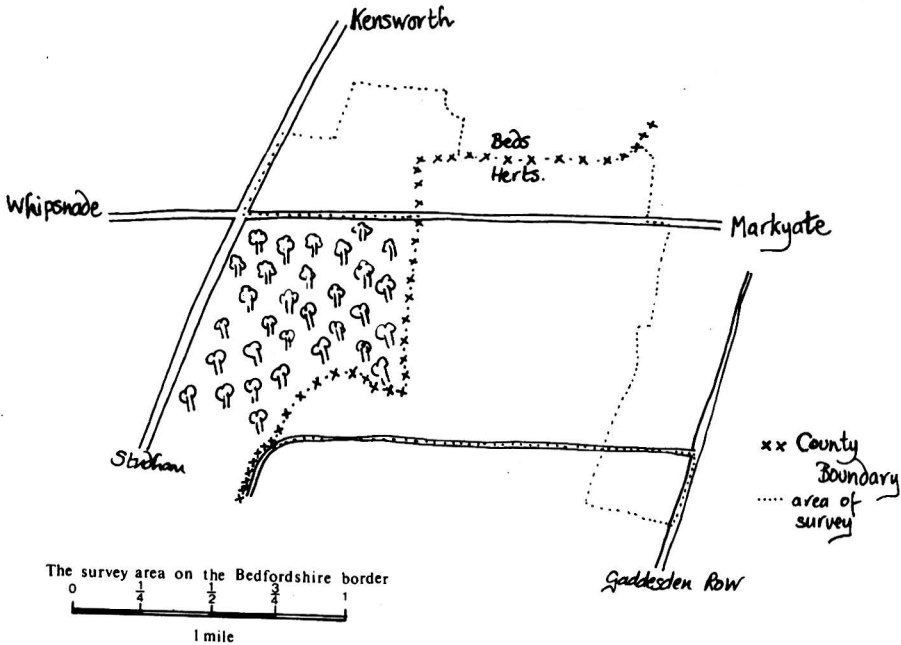 Kensworth
Beds
Herts.
Whipsnade
Markyate
Studham
xx County
Boundary
..... area of
survey
Gaddesden Row
The survey area on the Bedfordshire border
0 1/4 1/2 3/4 1
1 mile